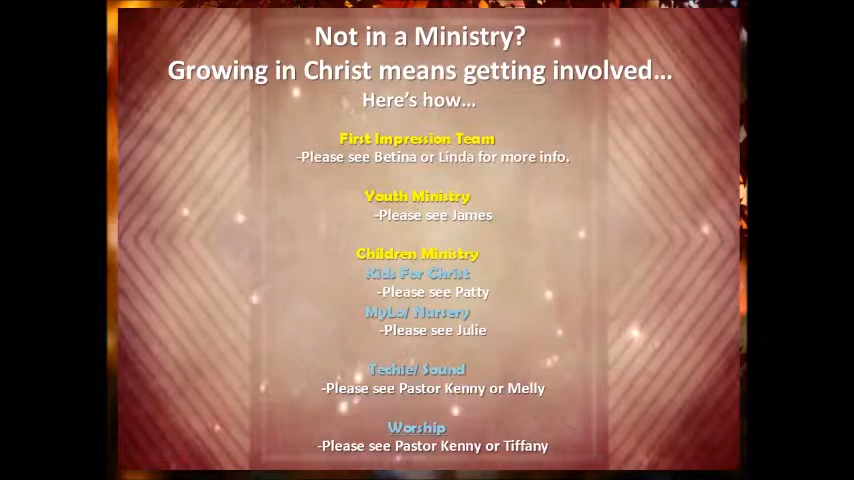 Not in a Ministry?
Growing in Christ means getting involved…
Here's how…
First Impression Team
-Please see Betina or Linda for more info.
Youth Ministry
-Please see James
Children Ministry
Kids For Christ
-Please see Patty
MyLo/ Nursery
-Please see Julie
Techie/ Sound
-Please see Pastor Kenny or Melly
Worship
-Please see Pastor Kenny or Tiffany